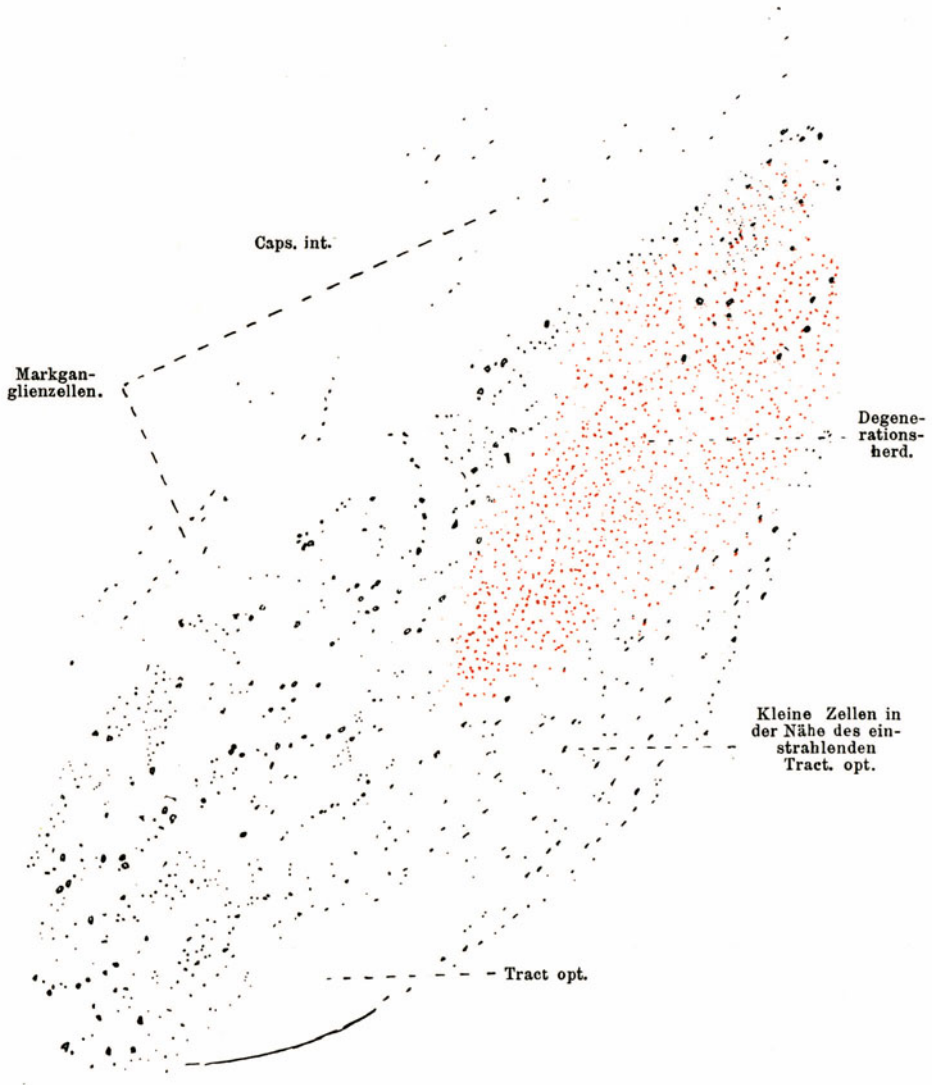 Caps. int.
Markgan-
glienzellen.
Degene-
rations-
herd.
Kleine Zellen in
der Nähe des ein-
strahlenden
Tract. opt.
Tract opt.